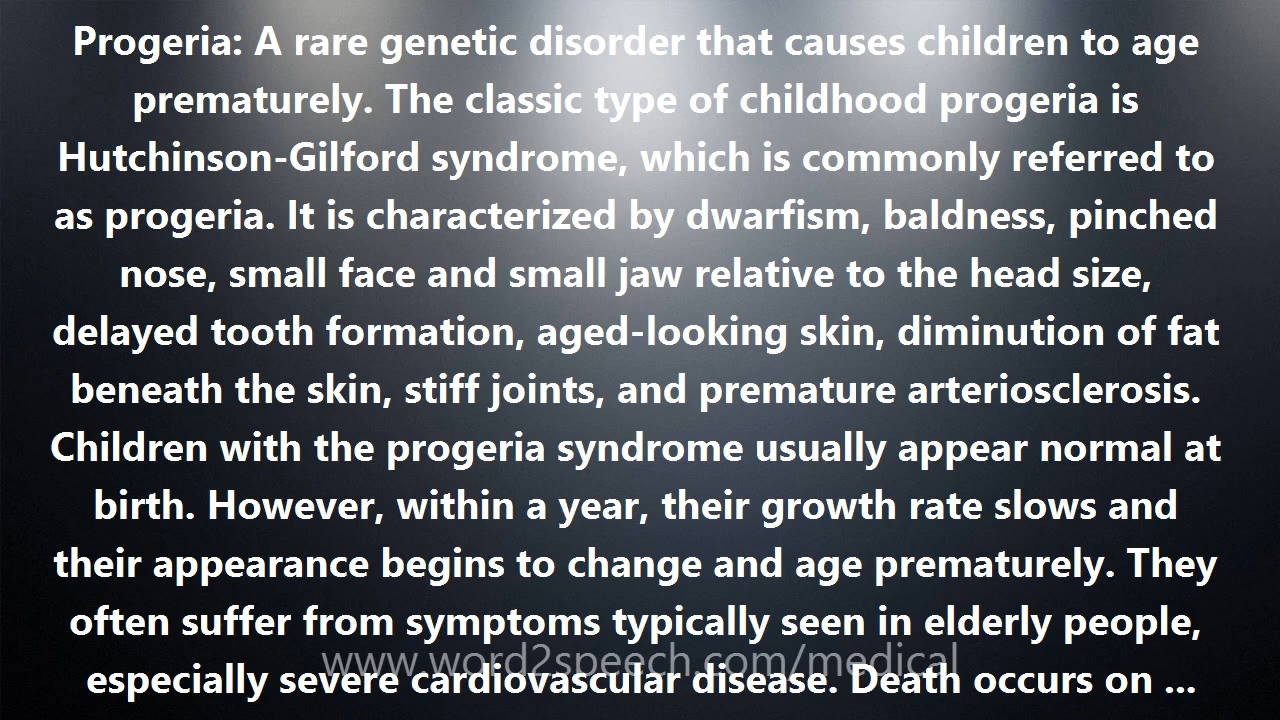 Progeria: A rare genetic disorder that causes children to age
prematurely. The classic type of childhood progeria is
Hutchinson-Gilford syndrome, which is commonly referred to
as progeria. It is characterized by dwarfism, baldness, pinched
nose, small face and small jaw relative to the head size,
delayed tooth formation, aged-looking skin, diminution of fat
beneath the skin, stiff joints, and premature arteriosclerosis.
Children with the progeria syndrome usually appear normal at
birth. However, within a year, their growth rate slows and
their appearance begins to change and age prematurely. They
often suffer from symptoms typically seen in elderly people,
www.word2speech.com/medical
especially severe cardiovascular disease. Death occurs on ...